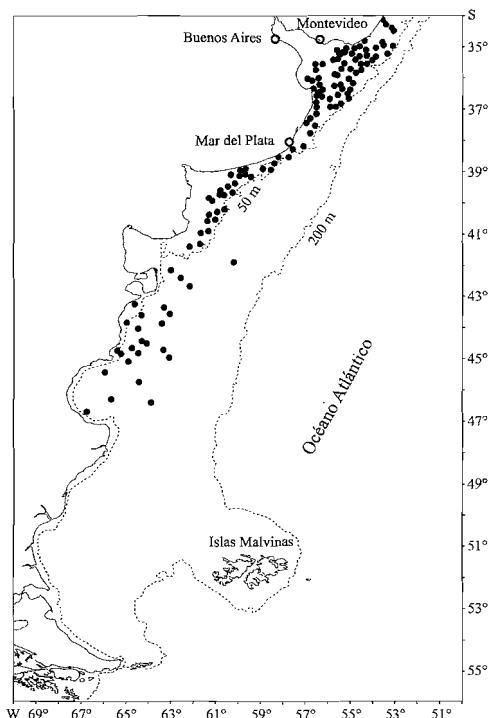 S
Montevideo
35°
Buenos Aires
37°
Mar del Plata
39°
50 m
200 m
41°
43°
45°
Océano Atlántico
47°
49°
Islas Malvinas
51°
53°
55°
W 69° 67° 65° 63° 61° 59° 57° 55° 53° 51°